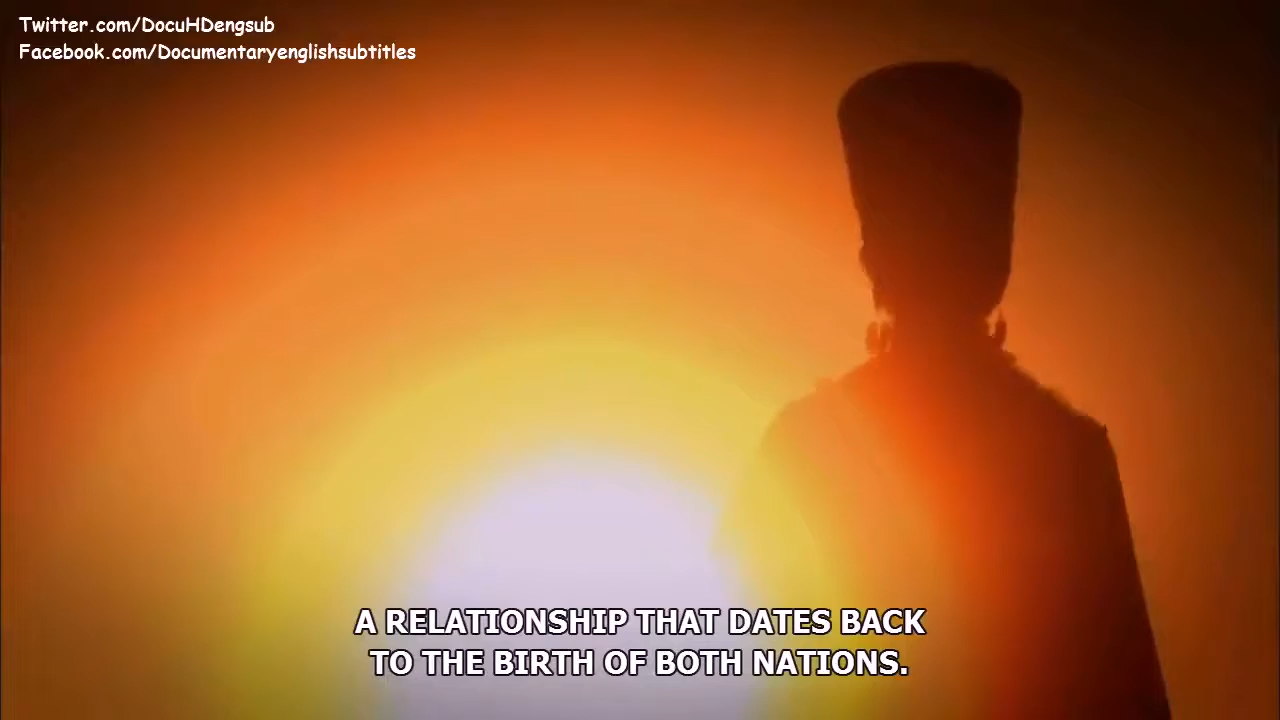 Twitter.com/DocuHDengsub
Facebook.com/Documentaryenglishsubtitles
A RELATIONSHIP THAT DATES BACK
TO THE BIRTH OF BOTH NATIONS.